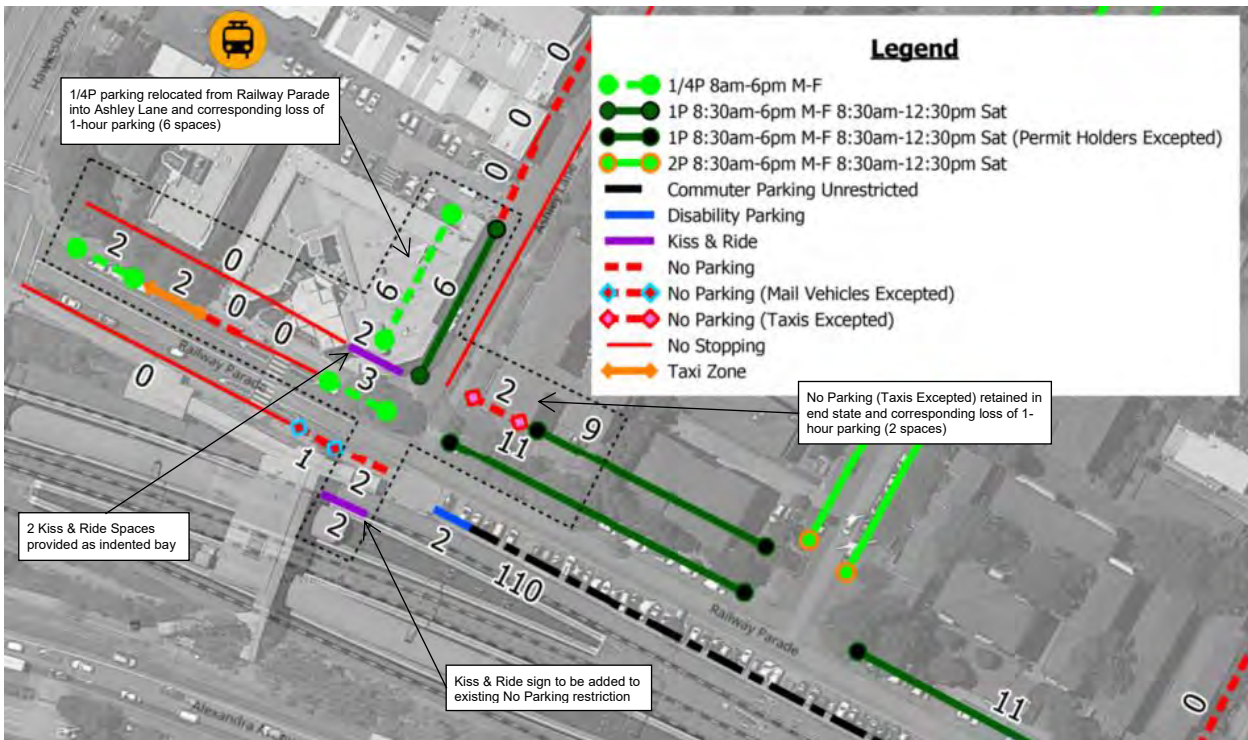 Hawkesbury Ro
1/4P parking relocated from Railway Parade
into Ashley Lane and corresponding loss of
1-hour parking (6 spaces)
Legend
1/4P 8am-6pm M-F
1P 8:30am-6pm M-F 8:30am-12:30pm Sat
1P 8:30am-6pm M-F 8:30am-12:30pm Sat (Permit Holders Excepted)
2P 8:30am-6pm M-F 8:30am-12:30pm Sat
Commuter Parking Unrestricted
Disability Parking
Kiss & Ride
No Parking
No Parking (Mail Vehicles Excepted)
No Parking (Taxis Excepted)
No Stopping
Taxi Zone
0
0
0
Ashley Lane
2
2
0
0
0
6
6
2
3
0
Railway Parade
1
2
2
2
9
11
No Parking (Taxis Excepted) retained in
end state and corresponding loss of 1-
hour parking (2 spaces)
2 Kiss & Ride Spaces
provided as indented bay
2
110
Railway Parade
Kiss & Ride sign to be added to
existing No Parking restriction
11
0
Alexandra A